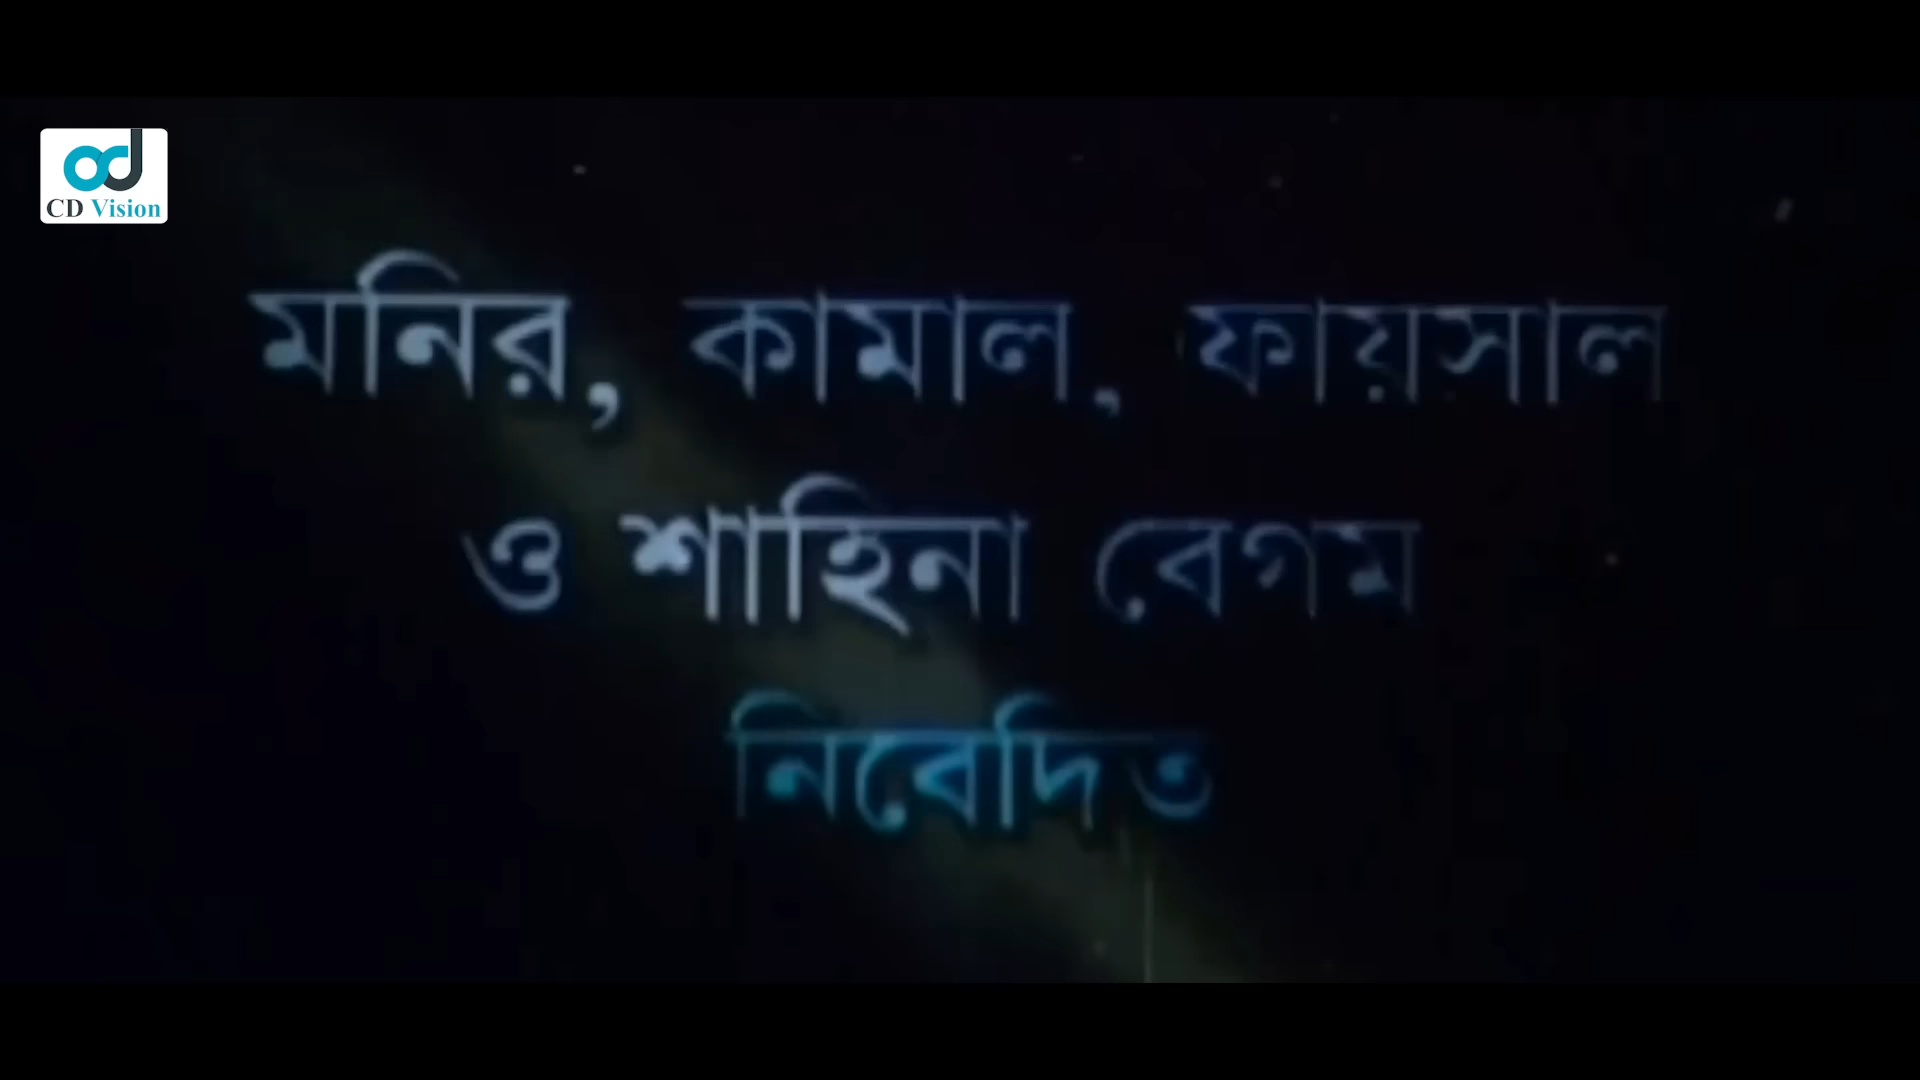 CD Vision
মনির, কামাল, ফায়সাল
ও শাহিনা বেগম
নিবেদিত